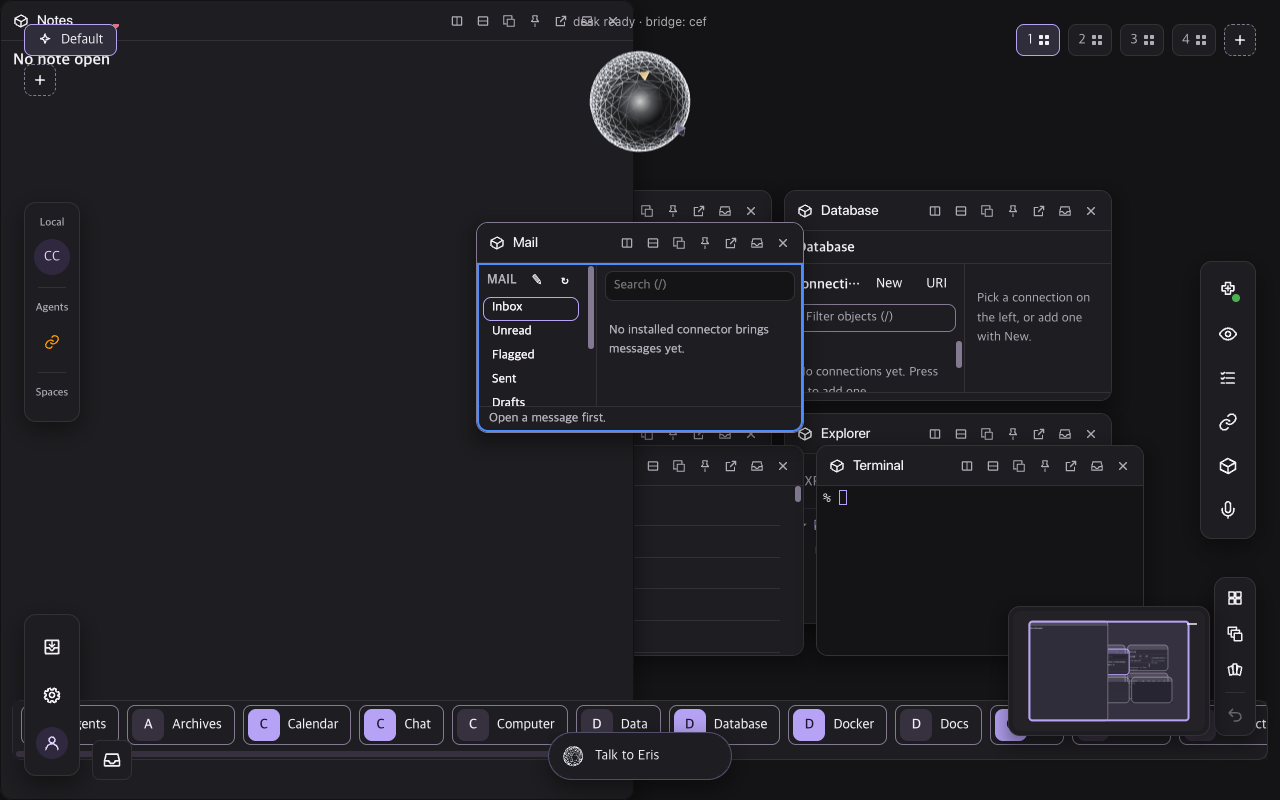 Notes
desk ready · bridge: cef
Default
No note open
+
1
2
3
4
+
Local
CC
Agents
Spaces
Database
Database
New
URI
Filter objects (/)
Pick a connection on
the left, or add one
with New.
connections yet. Press
to add one
Mail
MAIL
Search (/)
Inbox
Unread
Flagged
Sent
Drafts
No installed connector brings
messages yet.
Open a message first.
Explorer
Terminal
%
A Archives
C Calendar
C Chat
C Computer
D Data
D Database
D Docker
D Docs
Talk to Eris